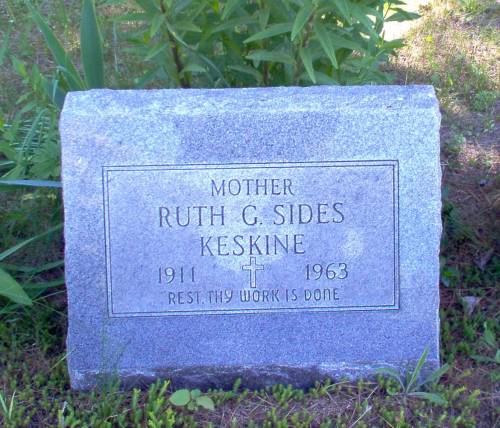 MOTHER
RUTH G. SIDES
KESKINE
1911 1963
REST THY WORK IS DONE